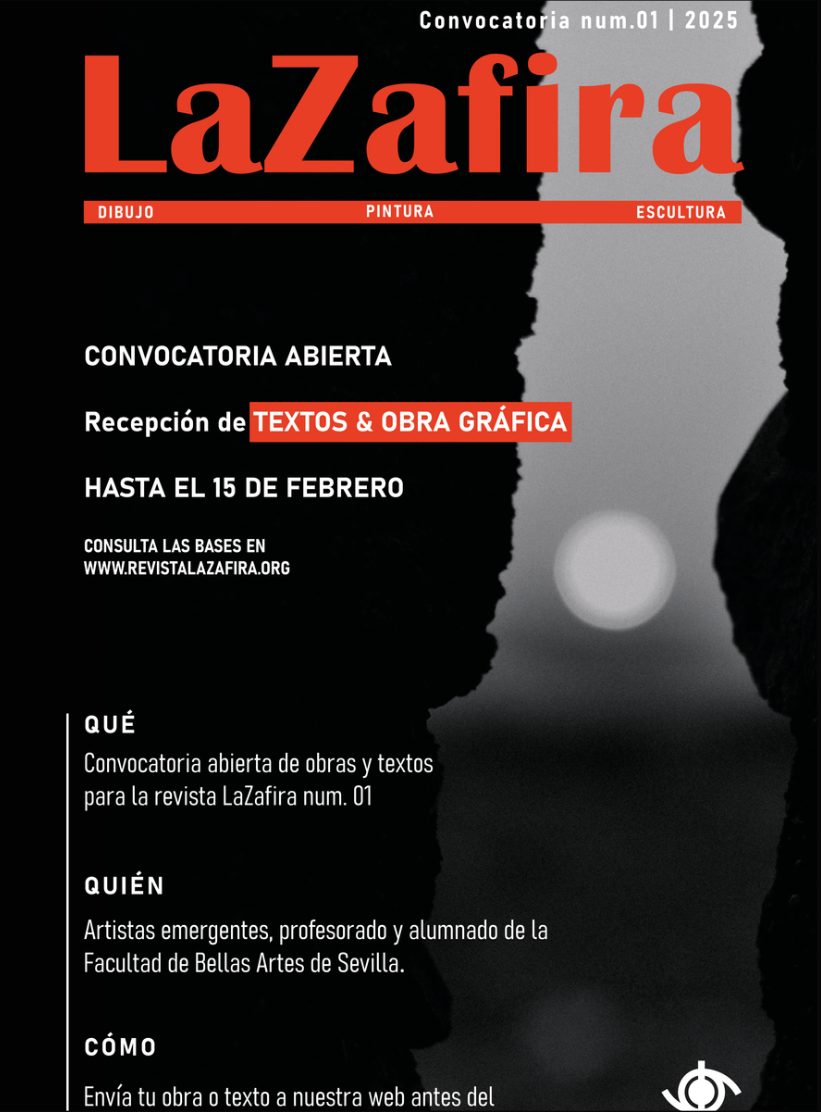 Convocatoria num.01 | 2025
LaZafira
DIBUJO PINTURA ESCULTURA
CONVOCATORIA ABIERTA
Recepción de TEXTOS & OBRA GRÁFICA
HASTA EL 15 DE FEBRERO
CONSULTA LAS BASES EN
WWW.REVISTALAZAFIRA.ORG
QUÉ
Convocatoria abierta de obras y textos
para la revista LaZafira num. 01
QUIÉN
Artistas emergentes, profesorado y alumnado de la
Facultad de Bellas Artes de Sevilla.
CÓMO
Envía tu obra o texto a nuestra web antes del